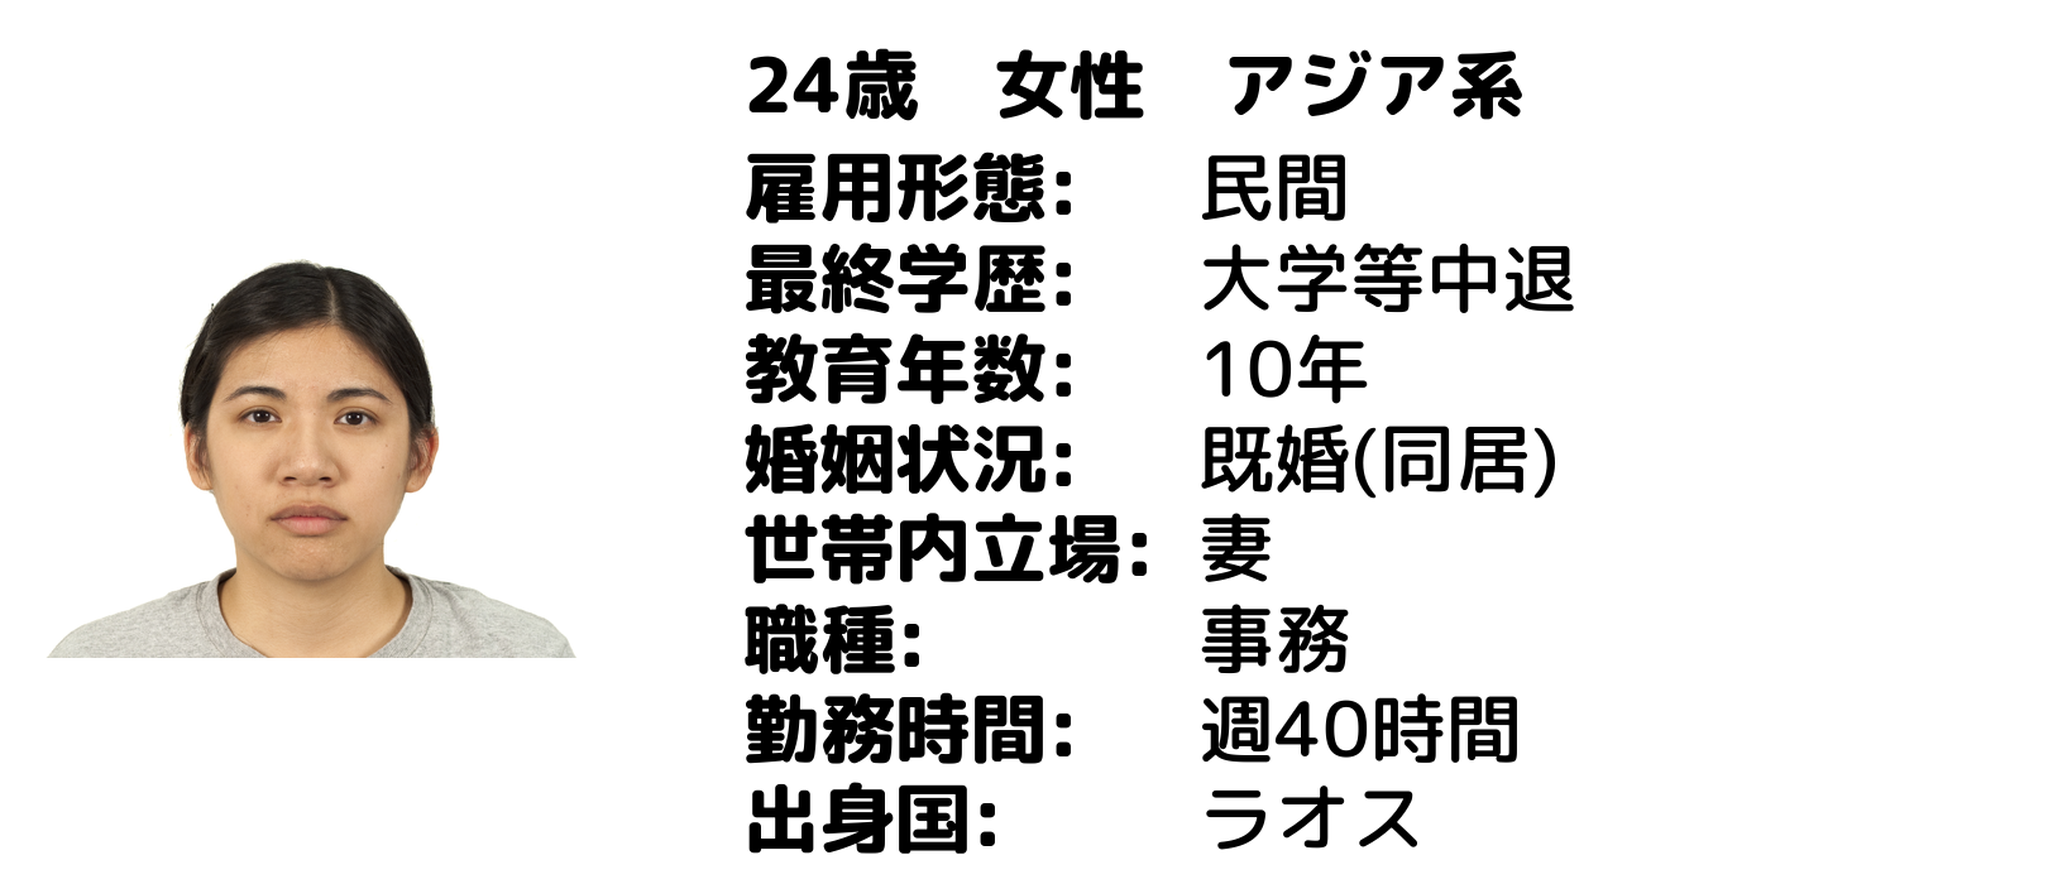 24歳　女性　アジア系
雇用形態: 民間
最終学歴: 大学等中退
教育年数: 10年
婚姻状況: 既婚(同居)
世帯内立場: 妻
職種: 事務
勤務時間: 週40時間
出身国: ラオス